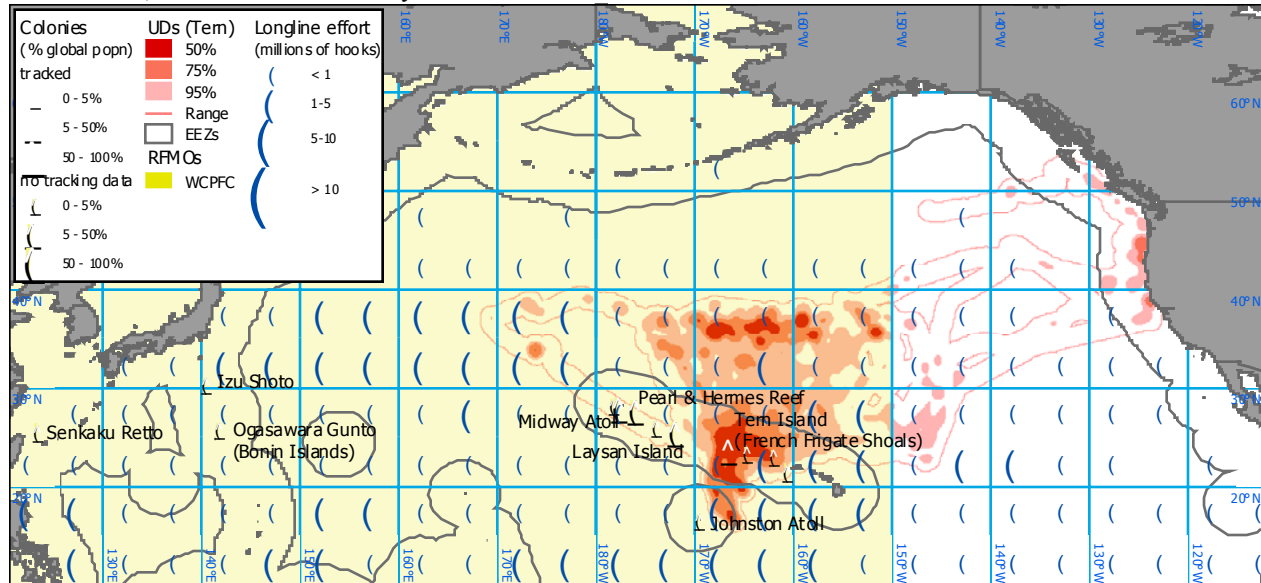 Colonies
(% global popn)
tracked
0 - 5%
5 - 50%
50 - 100%
no tracking data
0 - 5%
5 - 50%
50 - 100%
UDs (Tern)
50%
75%
95%
Range
EEZs
RFMOs
WCPFC
Longline effort
(millions of hooks)
< 1
1-5
5-10
> 10
160°E
170°E
180°W
170°W
160°W
150°W
140°W
130°W
120°W
60°N
50°N
40°N
40°N
30°N
30°N
20°N
20°N
Izu Shoto
Senkaku Retto
Ogasawara Gunto
(Bonin Islands)
Pearl & Hermes Reef
Midway Atoll
Tern Island
(French Frigate Shoals)
Laysan Island
Johnston Atoll
130°E
140°E
150°E
160°E
170°E
180°W
170°W
160°W
150°W
140°W
130°W
120°W